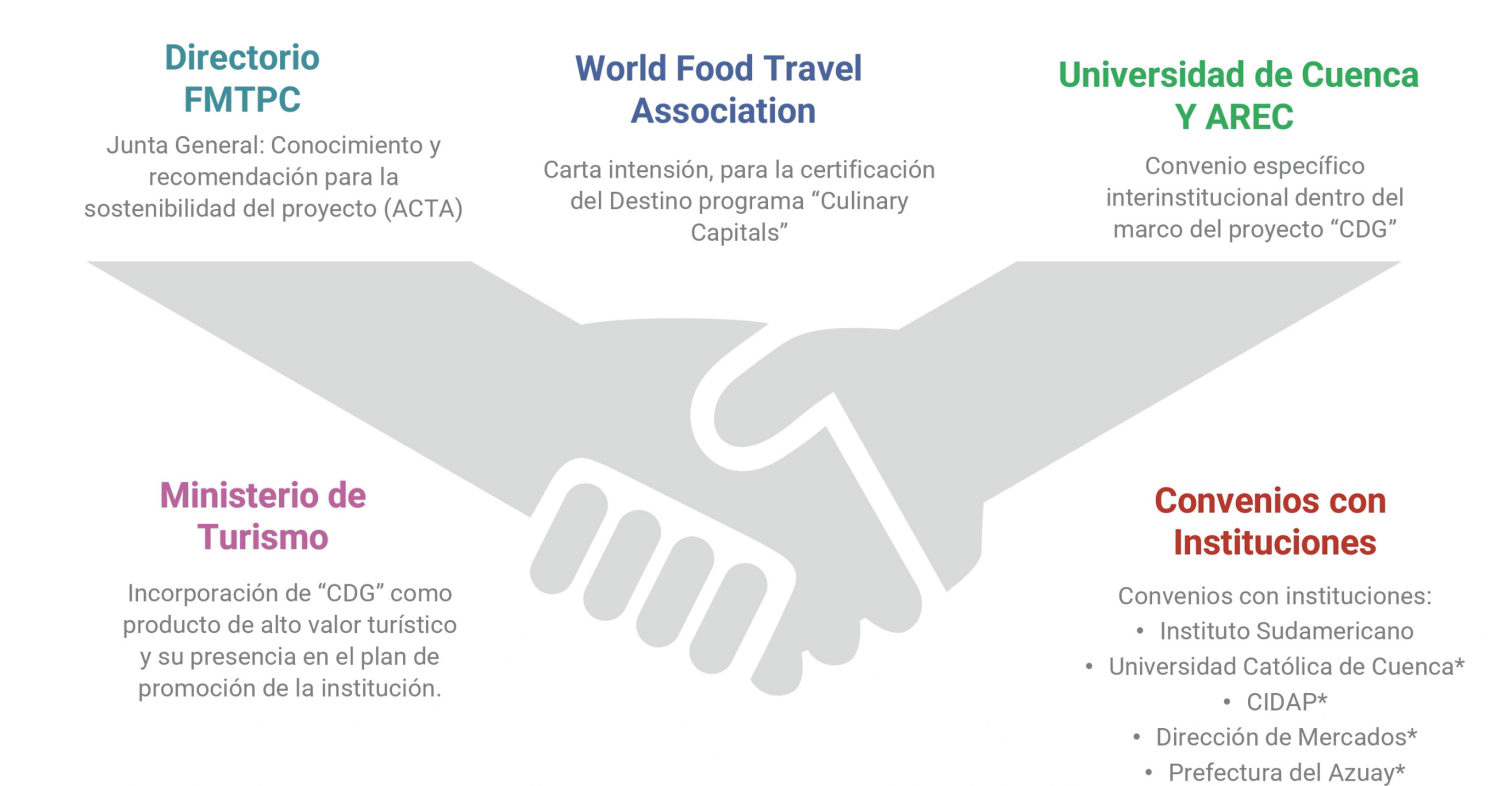 Directorio
FMTPC
Junta General: Conocimiento y
recomendación para la
sostenibilidad del proyecto (ACTA)
World Food Travel
Association
Carta intensión, para la certificación
del Destino programa “Culinary
Capitals”
Universidad de Cuenca
Y AREC
Convenio específico
interinstitucional dentro del
marco del proyecto “CDG”
Ministerio de
Turismo
Incorporación de “CDG” como
producto de alto valor turístico
y su presencia en el plan de
promoción de la institución.
Convenios con
Instituciones
Convenios con instituciones:
• Instituto Sudamericano
• Universidad Católica de Cuenca*
• CIDAP*
• Dirección de Mercados*
• Prefectura del Azuay*